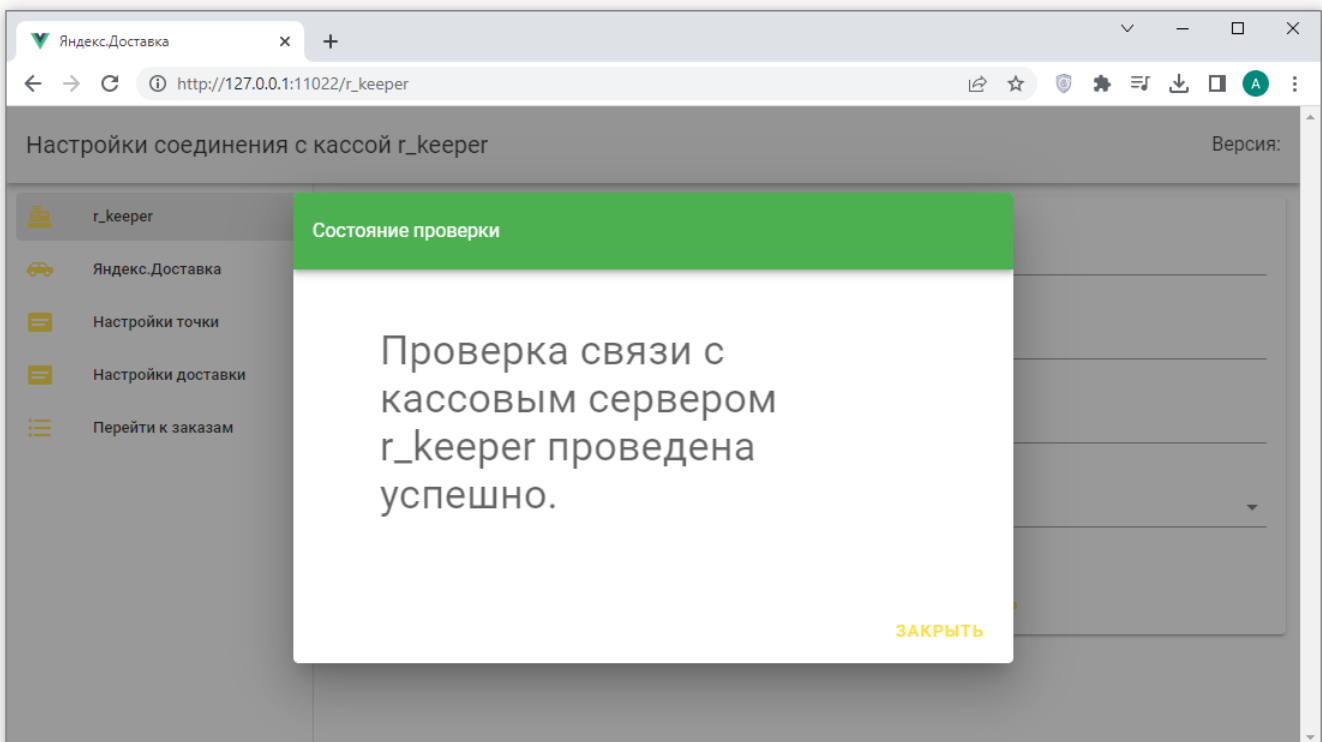 Яндекс.Доставка
http://127.0.0.1:11022/r_keeper
A
Настройки соединения с кассой r_keeper
Версия:
r_keeper
Яндекс.Доставка
Настройки точки
Настройки доставки
Перейти к заказам
Состояние проверки
Проверка связи с
кассовым сервером
r_keeper проведена
успешно.
ЗАКРЫТЬ